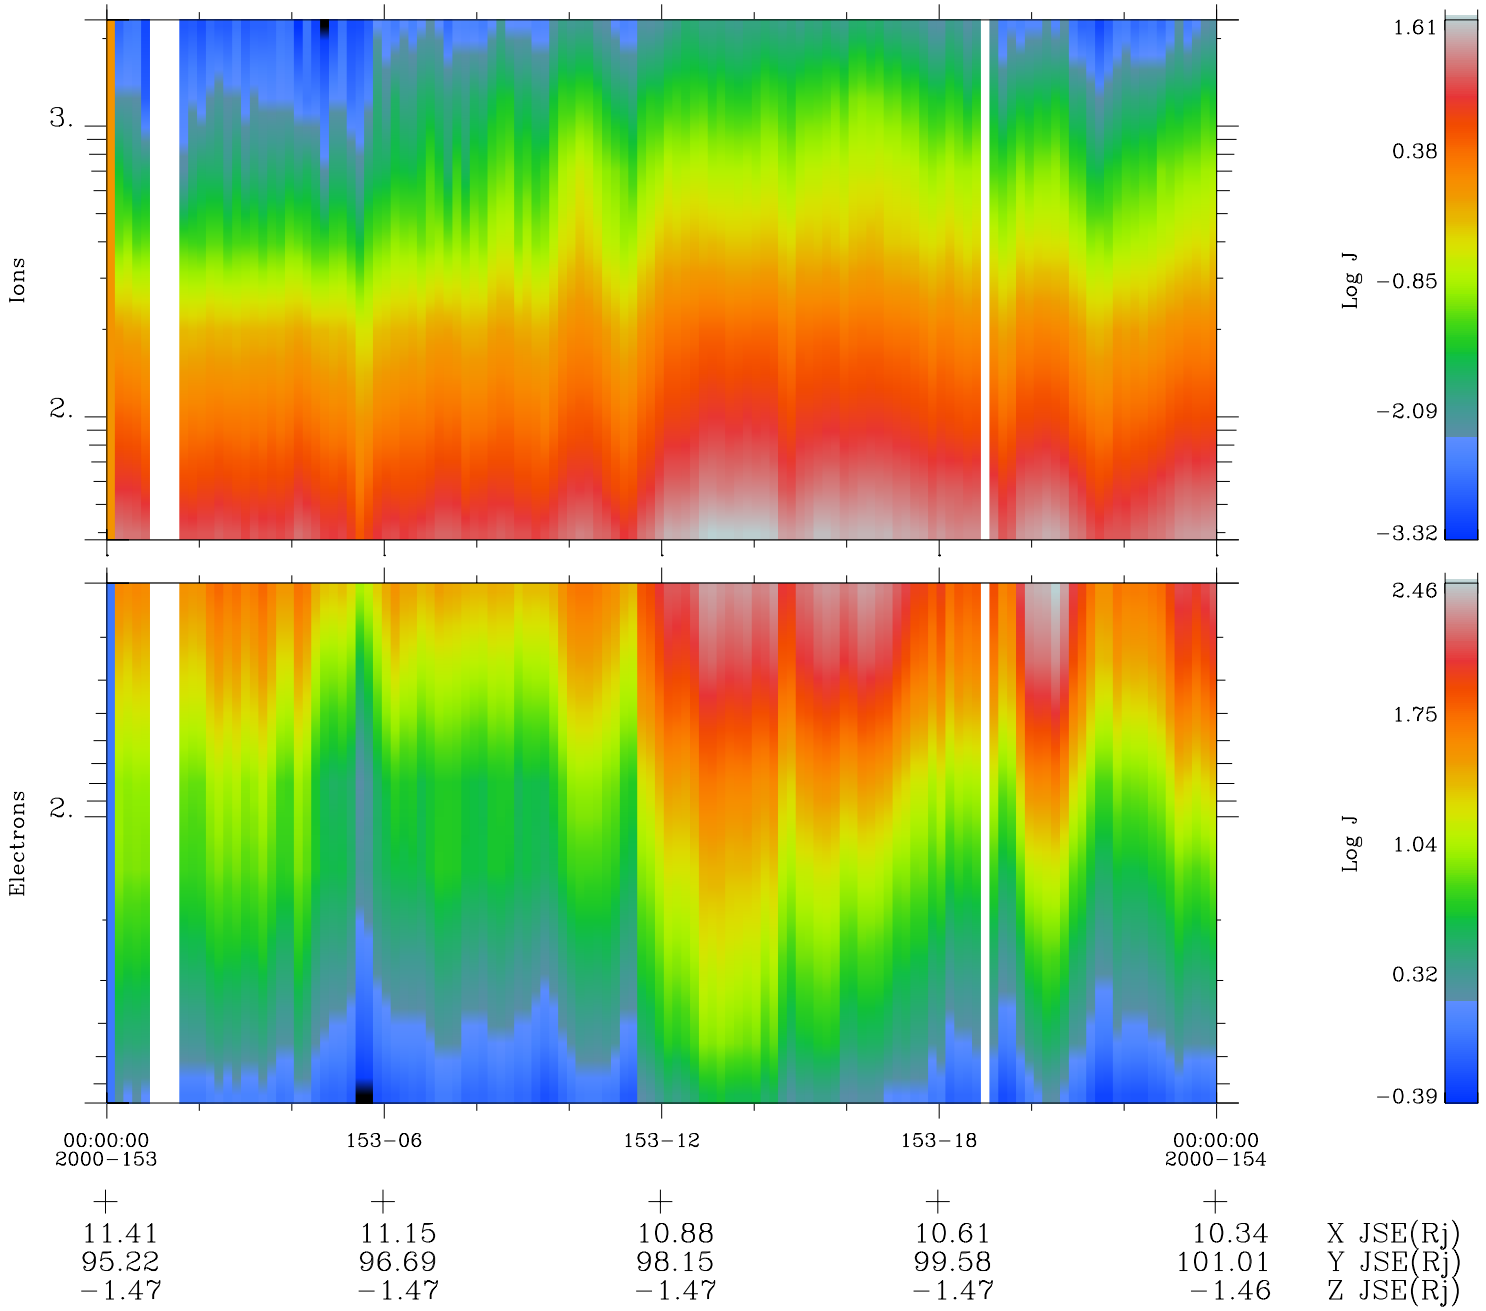 1.61
3.
0.38
Ions
Log J
−0.85
2.
−2.09
−3.32
2.46
1.75
Electrons
2.
Log J
1.04
0.32
−0.39
00:00:00 153−06 153−12 153−18 00:00:00
2000−153 2000−154
11.41 11.15 10.88 10.61 10.34 X JSE(Rj)
95.22 96.69 98.15 99.58 101.01 Y JSE(Rj)
−1.47 −1.47 −1.47 −1.47 −1.46 Z JSE(Rj)